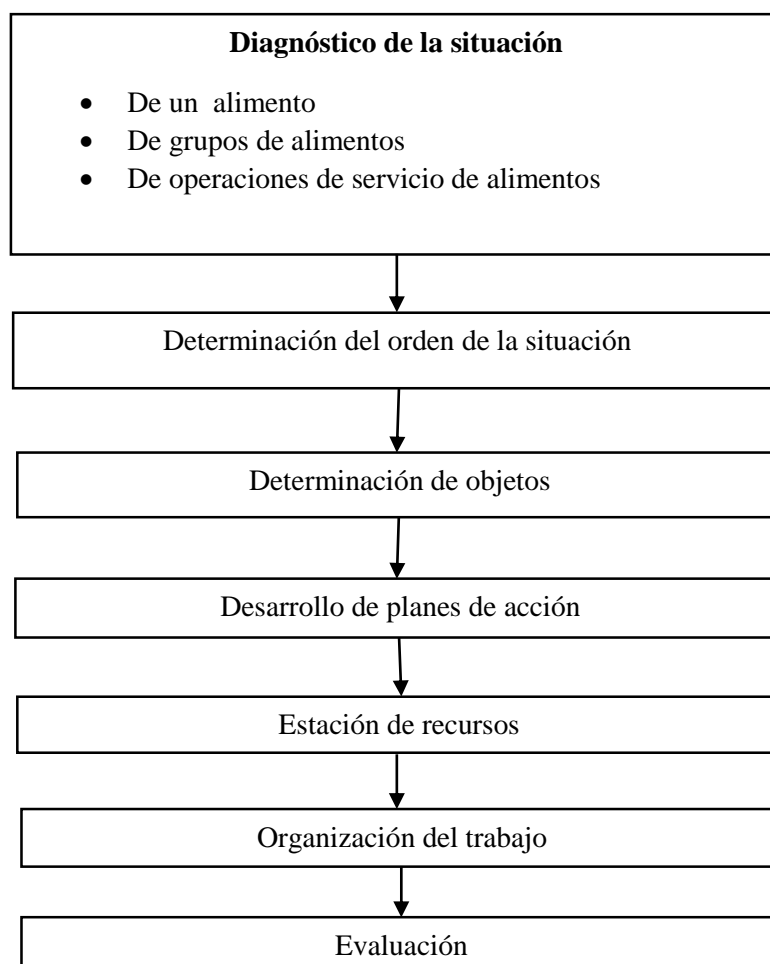 Diagnóstico de la situación
• De un alimento
• De grupos de alimentos
• De operaciones de servicio de alimentos
Determinación del orden de la situación
Determinación de objetos
Desarrollo de planes de acción
Estación de recursos
Organización del trabajo
Evaluación